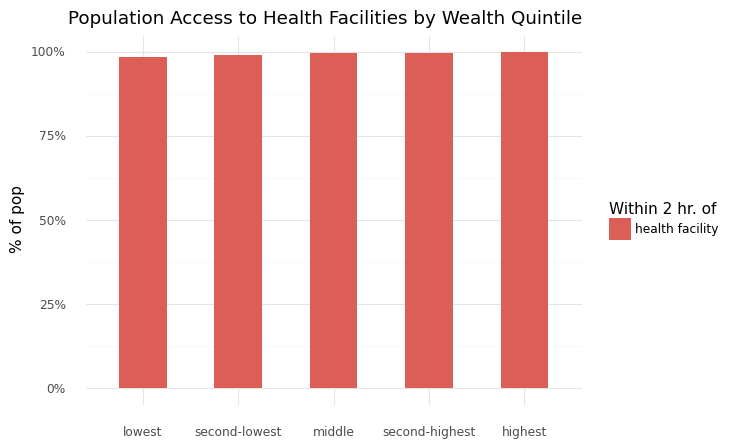 Population Access to Health Facilities by Wealth Quintile
100%
75%
50%
25%
0%
% of pop
lowest
second-lowest
middle
second-highest
highest
Within 2 hr. of
health facility